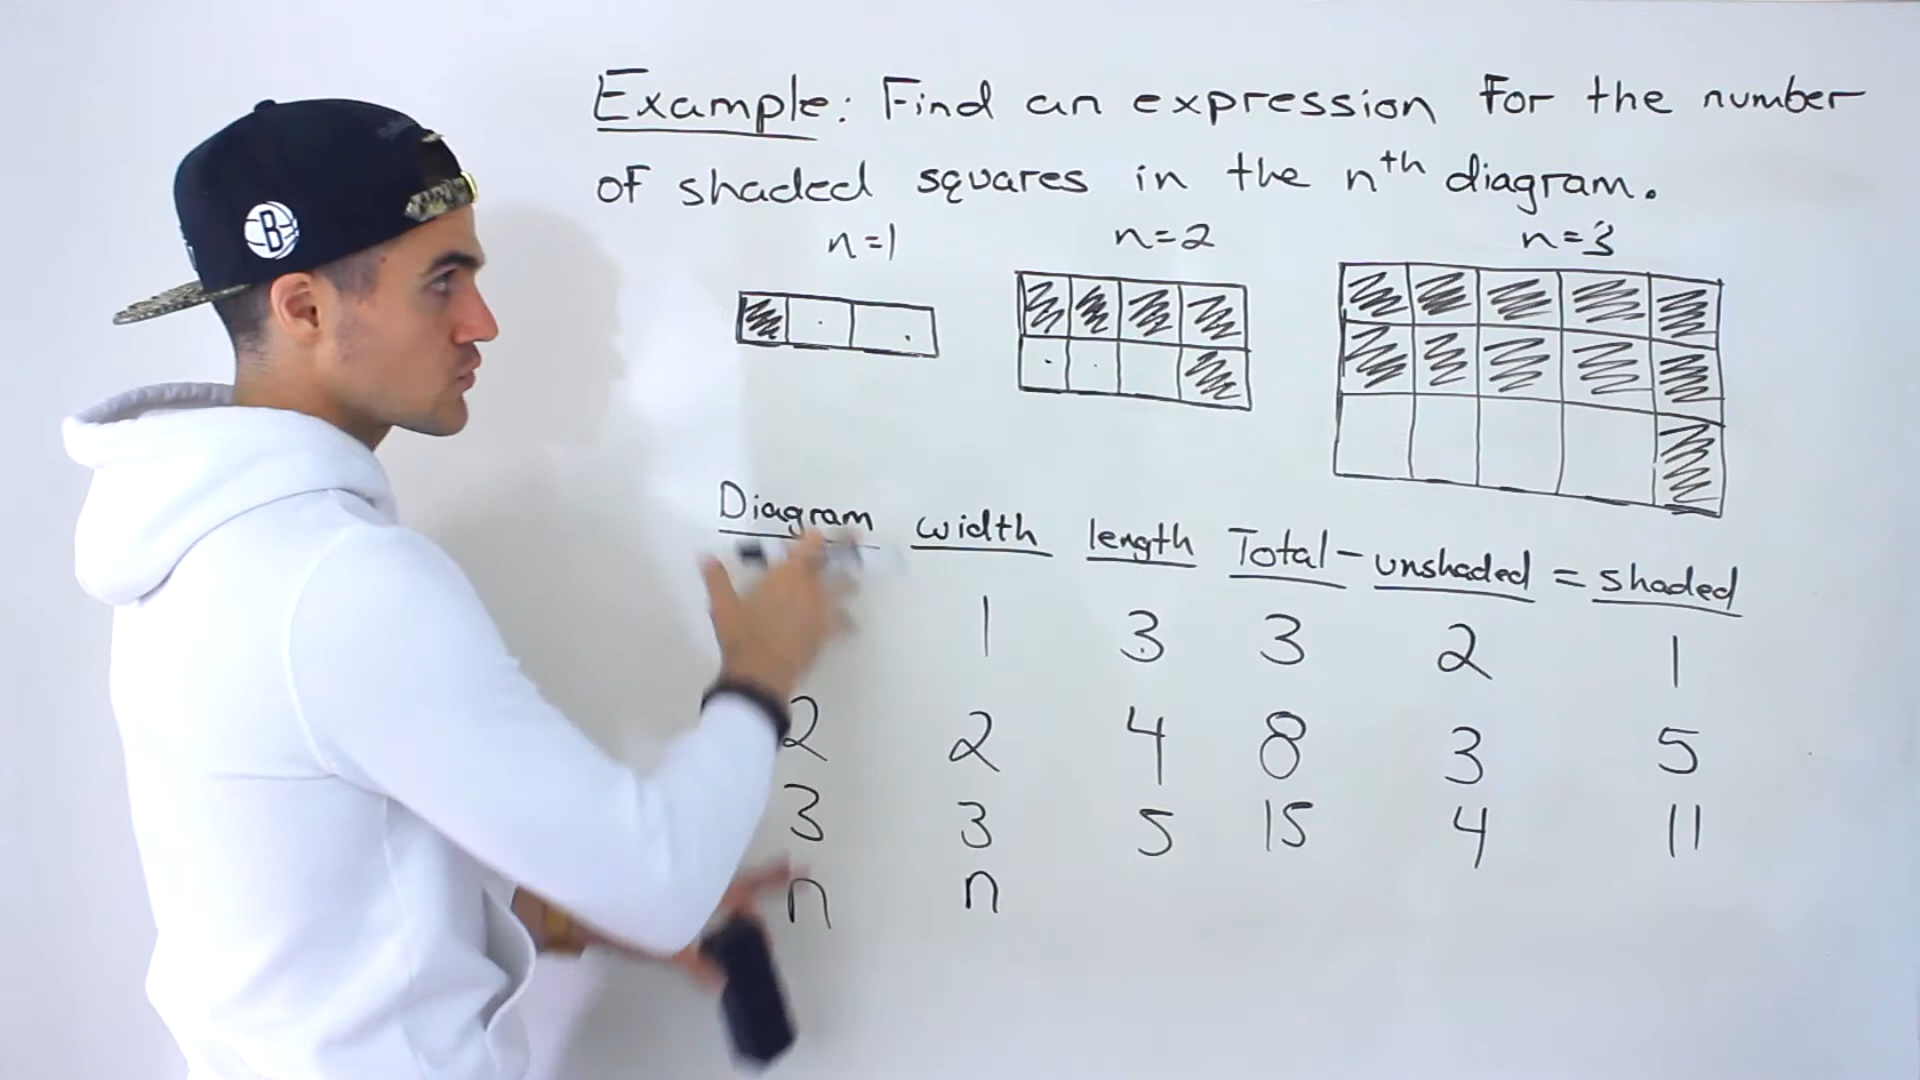 Example: Find an expression for the number
of shaded squares in the nth diagram.
n=1 n=2 n=3
B
Diagram width length Total - unshaded = shaded
1 3 3 2 1
2 2 4 8 3 5
3 3 5 15 4 11
n n